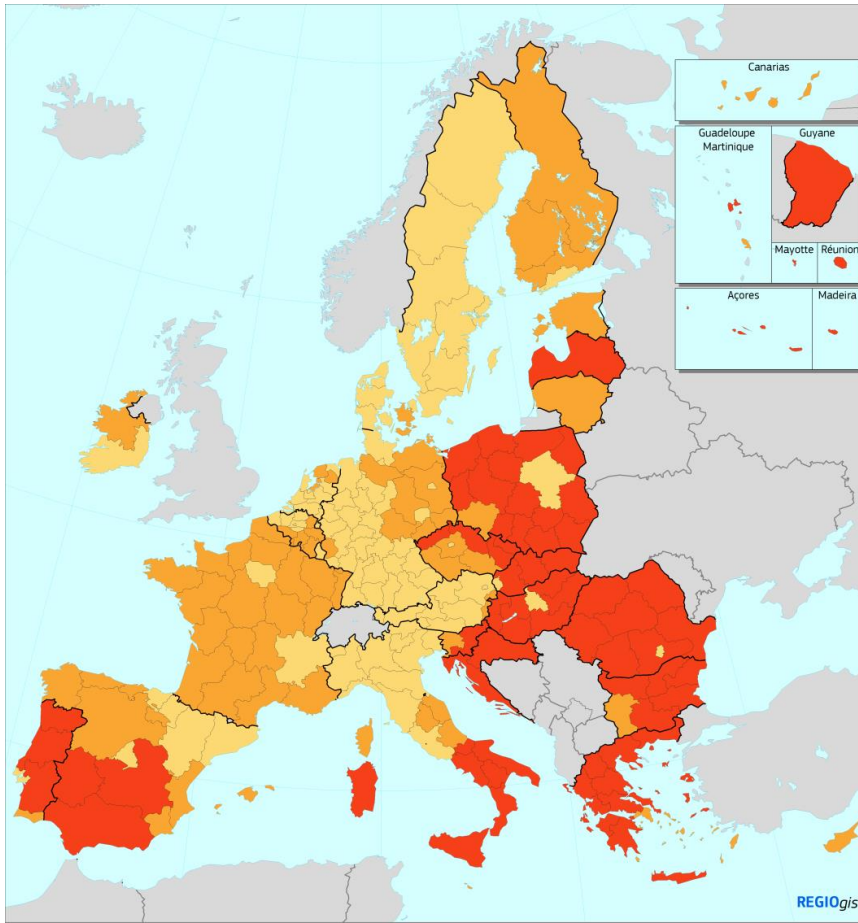 Canarias
Guadeloupe
Martinique
Guyane
Mayotte
Réunion
Açores
Madeira
REGIOgis